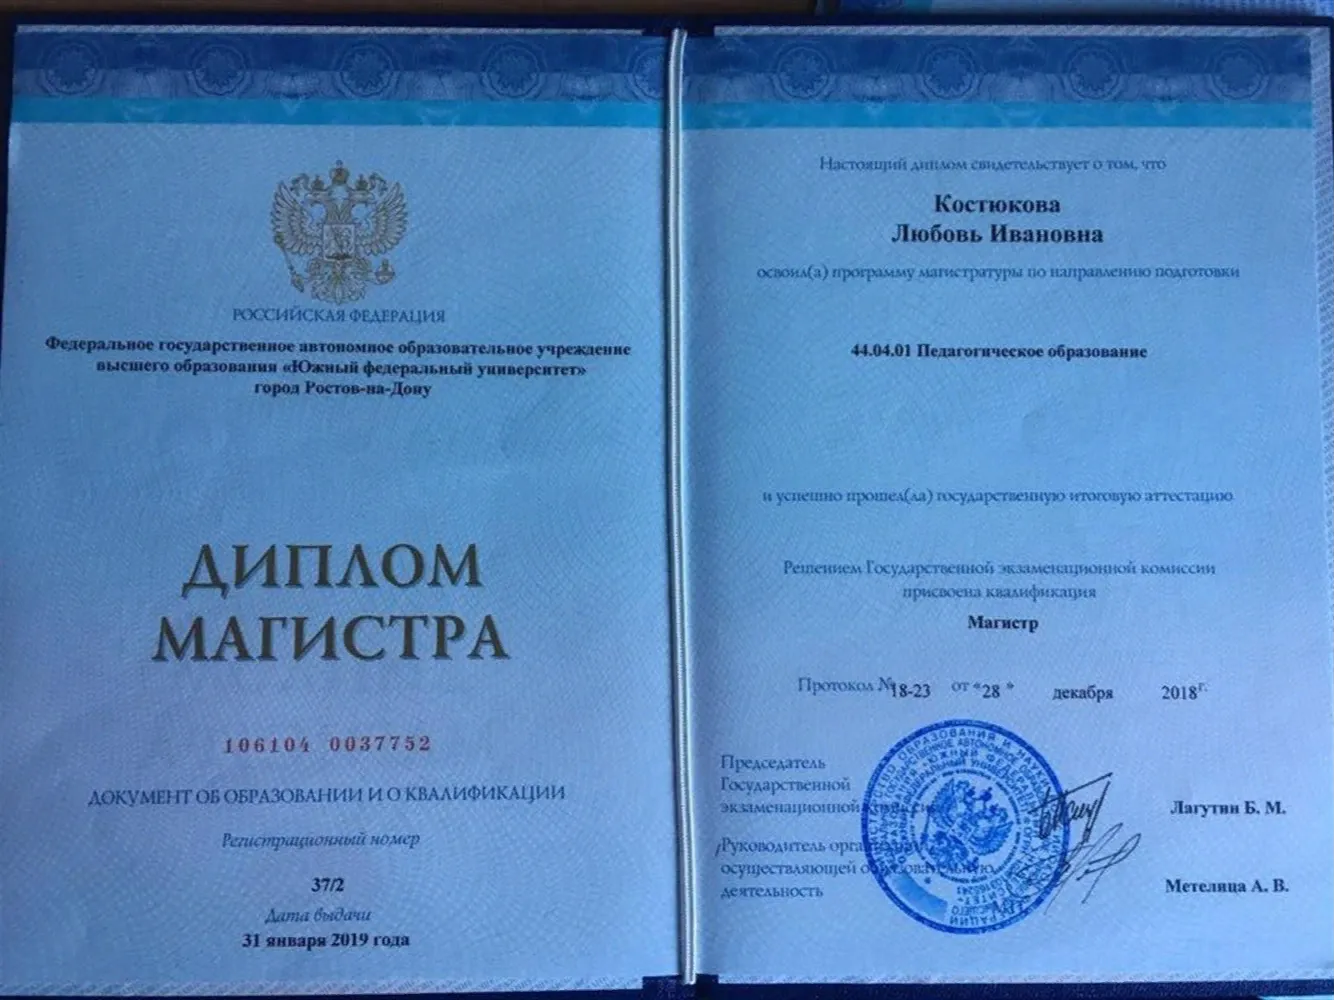 РОССИЙСКАЯ ФЕДЕРАЦИЯ
Федеральное государственное автономное образовательное учреждение
высшего образования «Южный федеральный университет»
город Ростов-на-Дону
ДИПЛОМ
МАГИСТРА
106104 0037752
ДОКУМЕНТ ОБ ОБРАЗОВАНИИ И О КВАЛИФИКАЦИИ
Регистрационный номер
37/2
Дата выдачи
31 января 2019 года
Настоящий диплом свидетельствует о том, что
Костюкова
Любовь Ивановна
освоил(а) программу магистратуры по направлению подготовки
44.04.01 Педагогическое образование
и успешно прошел(ла) государственную итоговую аттестацию
Решением Государственной экзаменационной комиссии
присвоена квалификация
Магистр
Протокол № 18-23 от «28» декабря 2018 г.
Председатель
Государственной
экзаменационной комиссии
Лагутин Б. М.
Руководитель
осуществляющей образовательную
деятельность
Метелица А. В.